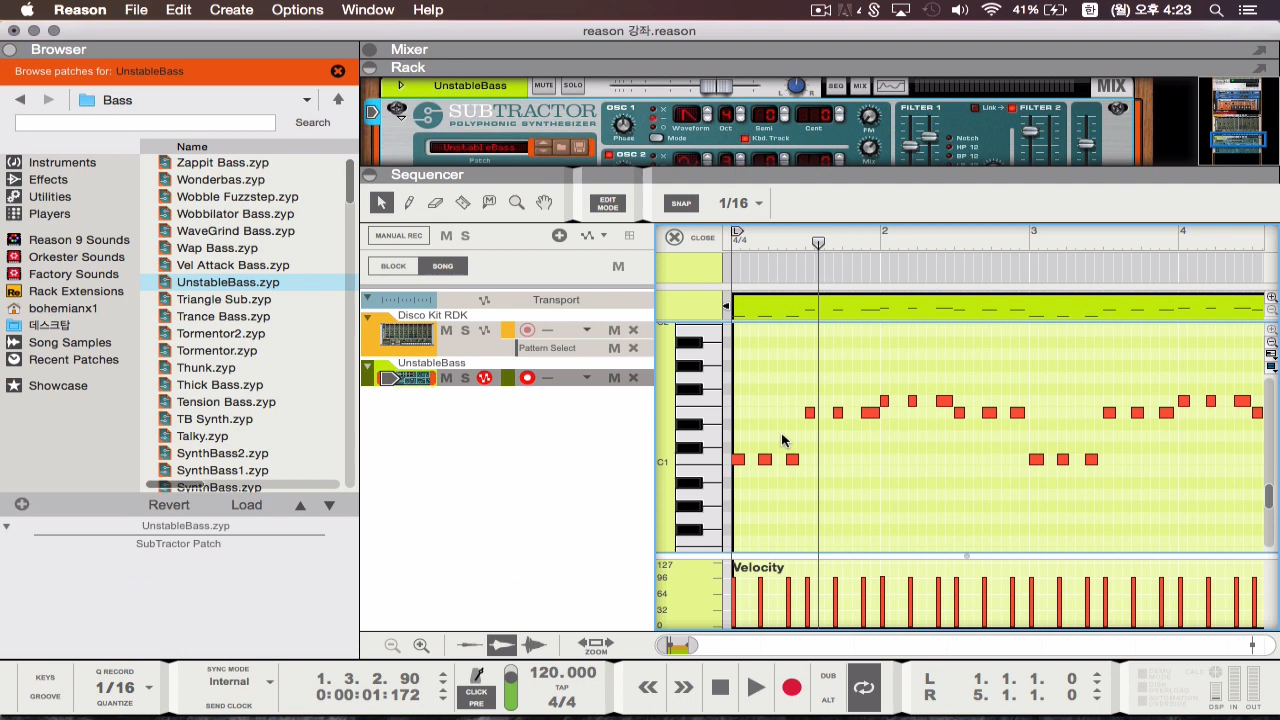 Reason File Edit Create Options Window Help 41% 한 (월) 오후 4:23
reason 강좌.reason
Browser
Browse patches for: UnstableBass
Bass
Search
Instruments
Effects
Utilities
Players
Reason 9 Sounds
Orkester Sounds
Factory Sounds
Rack Extensions
bohemianx1
데스크탑
Song Samples
Recent Patches
Showcase
Name
Zappit Bass.zyp
Wonderbas.zyp
Wobble Fuzzstep.zyp
Wobbilator Bass.zyp
WaveGrind Bass.zyp
Wap Bass.zyp
Vel Attack Bass.zyp
UnstableBass.zyp
Triangle Sub.zyp
Trance Bass.zyp
Tormentor2.zyp
Tormentor.zyp
Thunk.zyp
Thick Bass.zyp
Tension Bass.zyp
TB Synth.zyp
Talky.zyp
SynthBass2.zyp
SynthBass1.zyp
SynthBass.zyp
Revert Load
UnstableBass.zyp
SubTractor Patch
Mixer
Rack
UnstableBass MUTE SOLO L R SEQ MIX MIX
SUBTRACTOR
POLYPHONIC SYNTHESIZER
UnstableBass
Patch
OSC 1
Phase
Waveform Oct Semi Cent
Mode Kbd. Track
OSC 2
FM
Mix
FILTER 1 Link FILTER 2
Notch
HP 12
BP 12
Sequencer
EDIT MODE SNAP 1/16
MANUAL REC M S
BLOCK SONG M
Transport
Disco Kit RDK
M S
Pattern Select M
UnstableBass
M S
CLOSE
4/4 2 3 4
C2
C1
Velocity
127
96
64
32
0
ZOOM
KEYS
GROOVE
Q RECORD
1/16
QUANTIZE
SYNC MODE
Internal
SEND CLOCK
1. 3. 2. 90
0:00:01:172
CLICK
PRE
120.000
TAP
4/4
DUB
ALT
L 1. 1. 1. 0
R 5. 1. 1. 0
DSP IN OUT